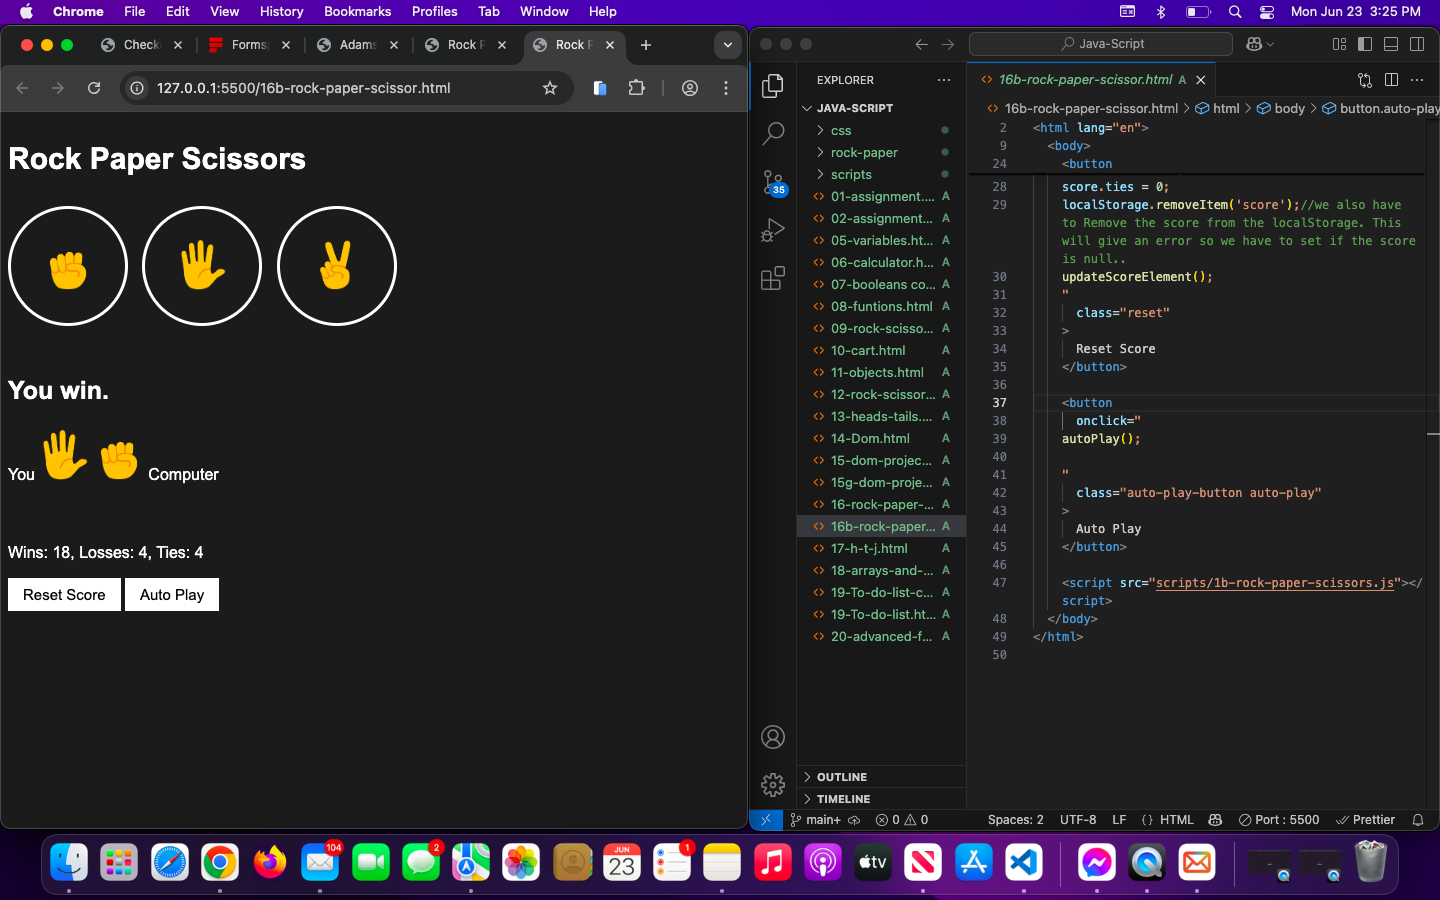 Chrome File Edit View History Bookmarks Profiles Tab Window Help Mon Jun 23 3:25 PM
Check Forms Adams Rock P Rock P
127.0.0.1:5500/16b-rock-paper-scissor.html
Rock Paper Scissors
You win.
You Computer
Wins: 18, Losses: 4, Ties: 4
Reset Score Auto Play
Java-Script
EXPLORER
JAVA-SCRIPT
css
rock-paper
scripts
01-assignment.... A
02-assignment... A
05-variables.ht... A
06-calculator.h... A
07-booleans co... A
08-funtions.html A
09-rock-scisso... A
10-cart.html A
11-objects.html A
12-rock-scissor... A
13-heads-tails.... A
14-Dom.html A
15-dom-projec... A
15g-dom-proje... A
16-rock-paper-... A
16b-rock-paper... A
17-h-t-j.html A
18-arrays-and-... A
19-To-do-list-c... A
19-To-do-list.ht... A
20-advanced-f... A
OUTLINE
TIMELINE
35
16b-rock-paper-scissor.html A
16b-rock-paper-scissor.html > html > body > button.auto-play
2 <html lang="en">
9 <body>
24 <button
28 score.ties = 0;
29 localStorage.removeItem('score');//we also have
to Remove the score from the localStorage. This
will give an error so we have to set if the score
is null..
30 updateScoreElement();
31 "
32 class="reset"
33 >
34 Reset Score
35 </button>
36
37 <button
38 onclick="
39 autoPlay();
40
41 "
42 class="auto-play-button auto-play"
43 >
44 Auto Play
45 </button>
46
47 <script src="scripts/1b-rock-paper-scissors.js"></
script>
48 </body>
49 </html>
50
main+ 0 0 Spaces: 2 UTF-8 LF {} HTML Port : 5500 Prettier
104 2 JUN 23 1 tv